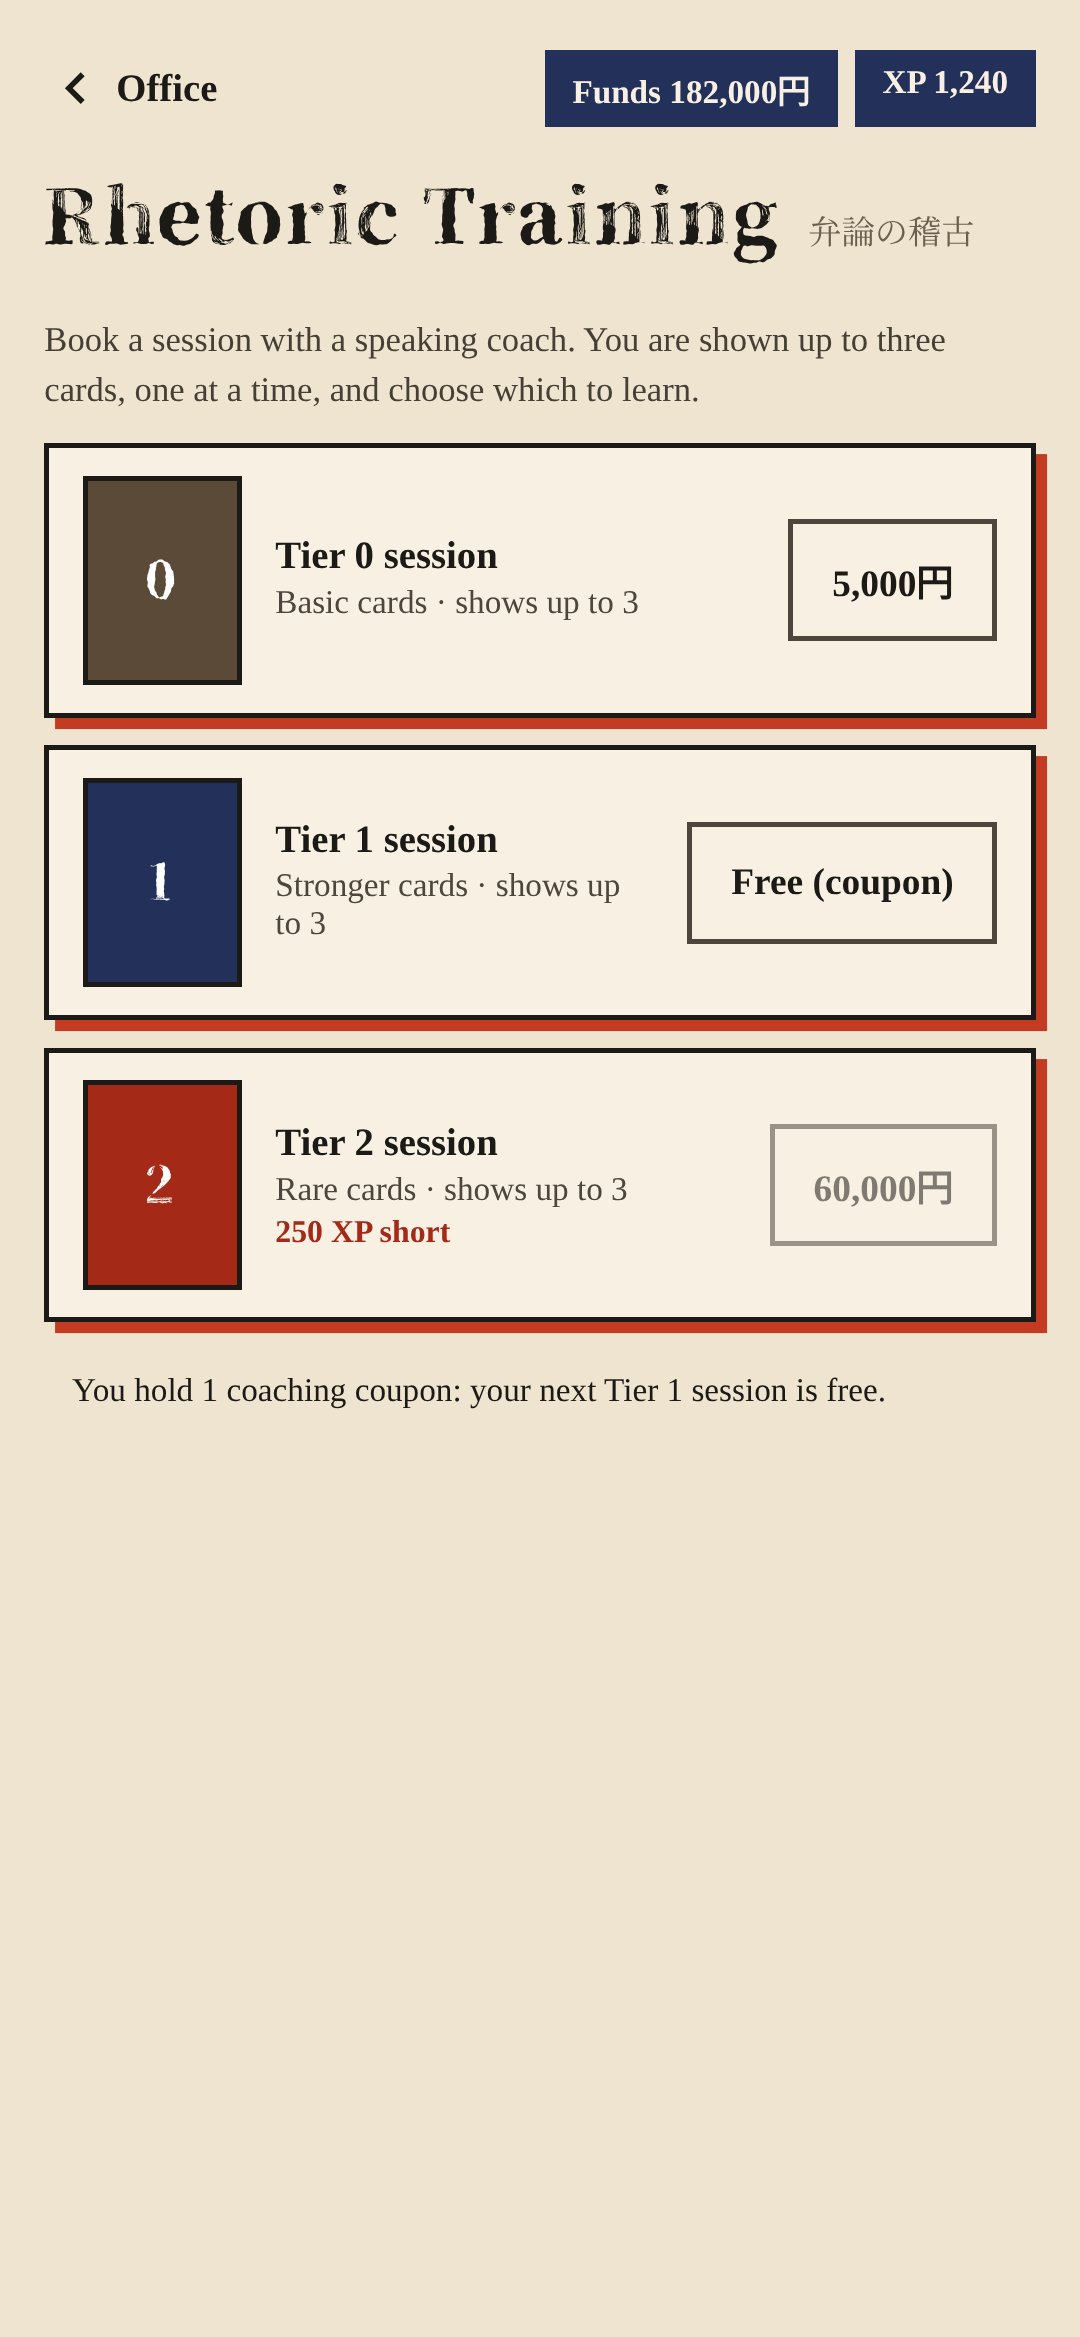 Office
Funds 182,000円
XP 1,240
Rhetoric Training 弁論の稽古
Book a session with a speaking coach. You are shown up to three
cards, one at a time, and choose which to learn.
0
Tier 0 session
Basic cards · shows up to 3
5,000円
1
Tier 1 session
Stronger cards · shows up
to 3
Free (coupon)
2
Tier 2 session
Rare cards · shows up to 3
250 XP short
60,000円
You hold 1 coaching coupon: your next Tier 1 session is free.